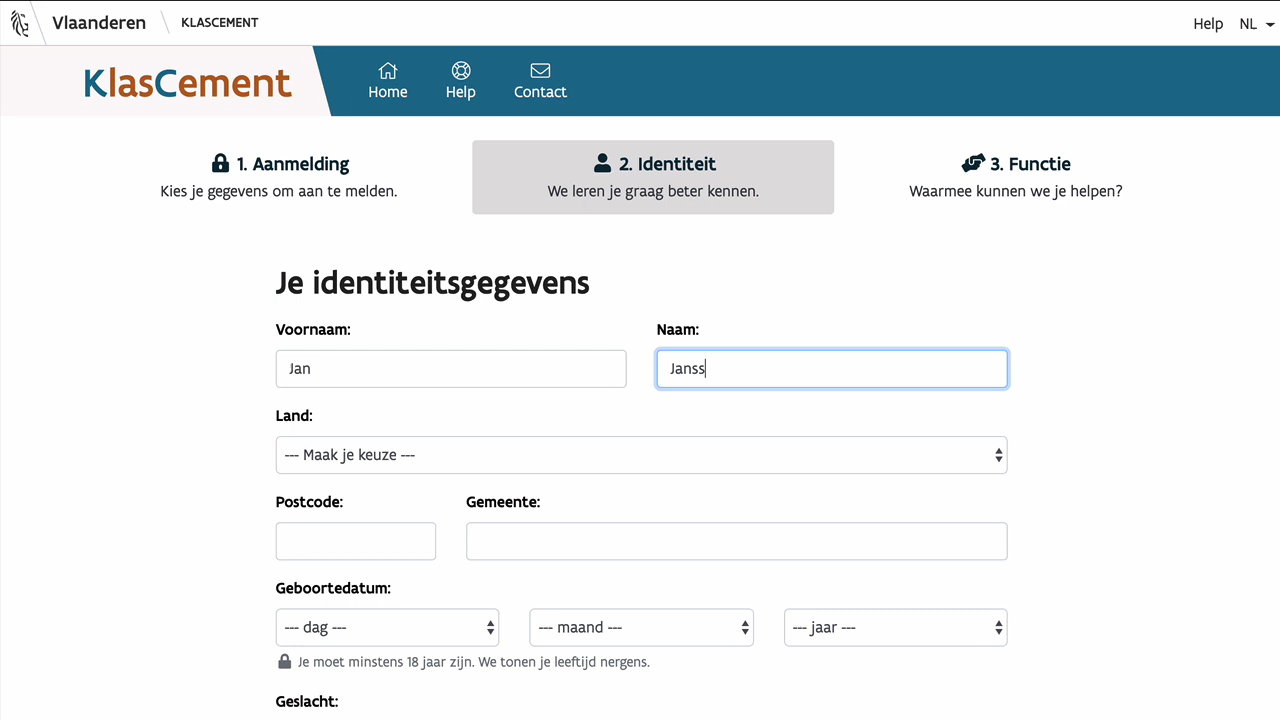 Vlaanderen KLASCEMENT Help NL
KlasCement Home Help Contact
1. Aanmelding 2. Identiteit 3. Functie
Kies je gegevens om aan te melden. We leren je graag beter kennen. Waarmee kunnen we je helpen?
Je identiteitsgegevens
Voornaam: Naam:
Jan Janss
Land:
--- Maak je keuze ---
Postcode: Gemeente:
Geboortedatum:
--- dag --- --- maand --- --- jaar ---
Je moet minstens 18 jaar zijn. We tonen je leeftijd nergens.
Geslacht: